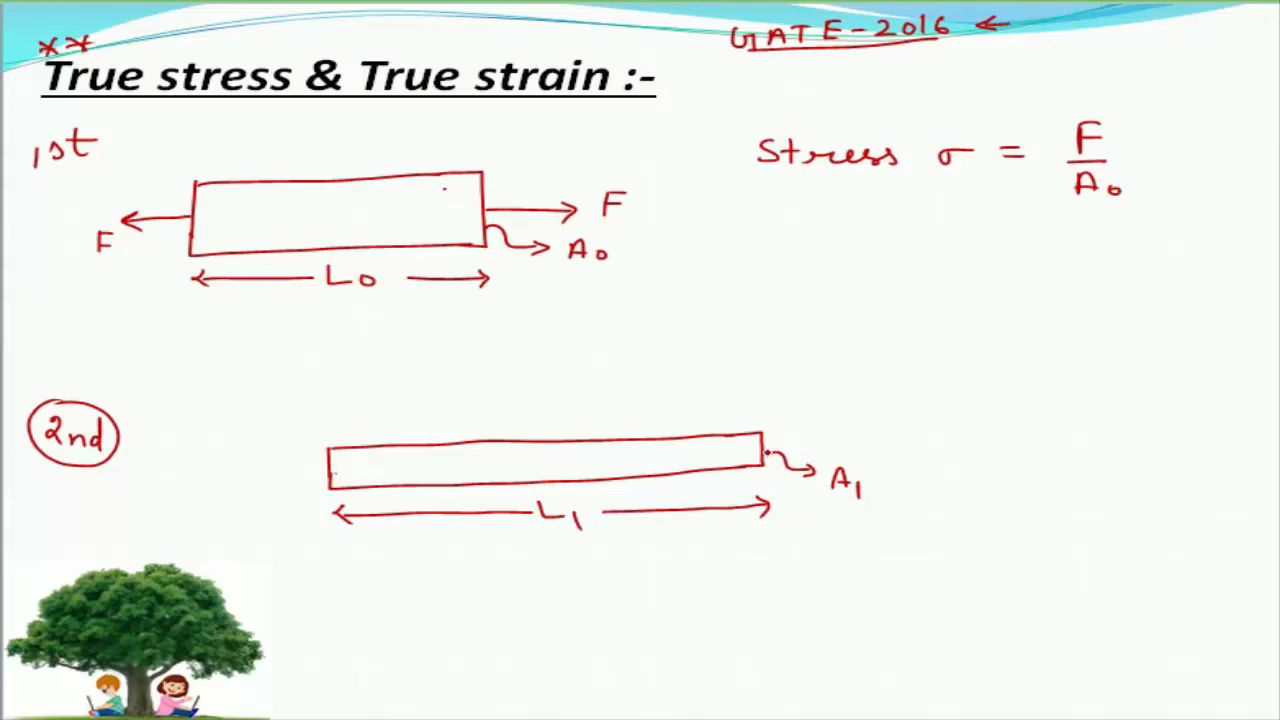 GATE-2016 ←
**
True stress & True strain :-
1st
Stress σ = F/A₀
F
F
A₀
L₀
2nd
A₁
L₁